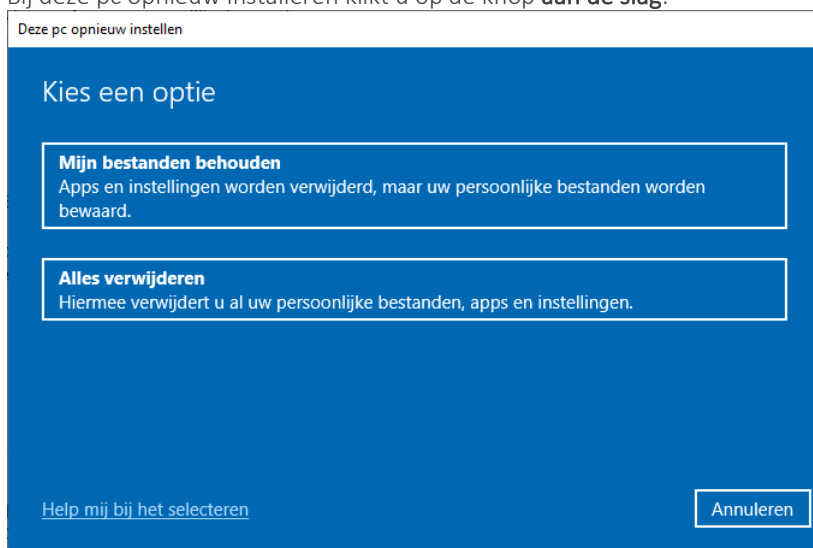 Bij deze pc opnieuw installeren klikt u op de knop aan de slag.
Deze pc opnieuw instellen
Kies een optie
Mijn bestanden behouden
Apps en instellingen worden verwijderd, maar uw persoonlijke bestanden worden
bewaard.
Alles verwijderen
Hiermee verwijdert u al uw persoonlijke bestanden, apps en instellingen.
Help mij bij het selecteren
Annuleren